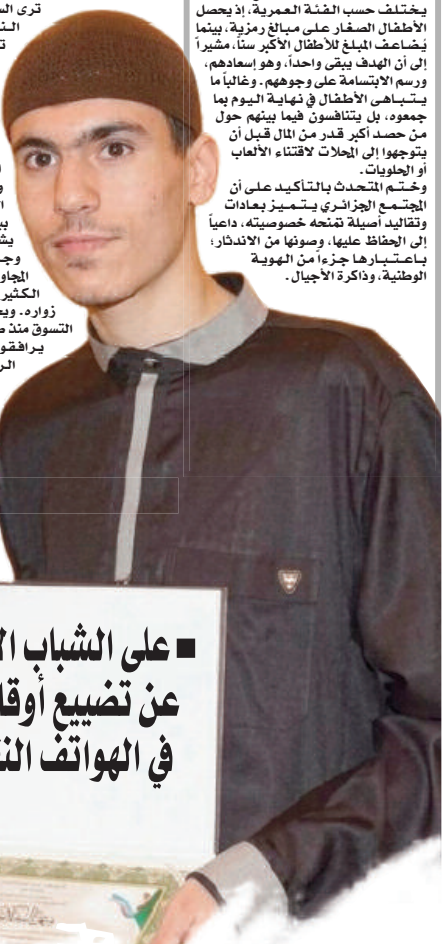 يختلف حسب الفئة العمرية، إذ يحصل
الأطفال الصغار على مبالغ رمزية، بينما
يُضاعف المبلغ للأطفال الأكبر سناً، مشيراً
إلى أن الهدف يبقى واحداً، وهو إسعادهم،
ورسم الابتسامة على وجوههم. وغالباً ما
يتباهى الأطفال في نهاية اليوم بما
جمعوه، بل يتنافسون فيما بينهم حول
من حصد أكبر قدر من المال قبل أن
يتوجهوا إلى المحلات لاقتناء الألعاب
أو الحلويات.
وختم المتحدث بالتأكيد على أن
المجتمع الجزائري يتميز بعادات
وتقاليد أصيلة تمنحه خصوصيته، داعياً
إلى الحفاظ عليها، وصونها من الاندثار؛
باعتبارها جزءاً من الهوية
الوطنية، وذاكرة الأجيال.
ترى
الكثير
زواره.
التسوق منذ
■ على الشباب
عن تضييع
في الهواتف